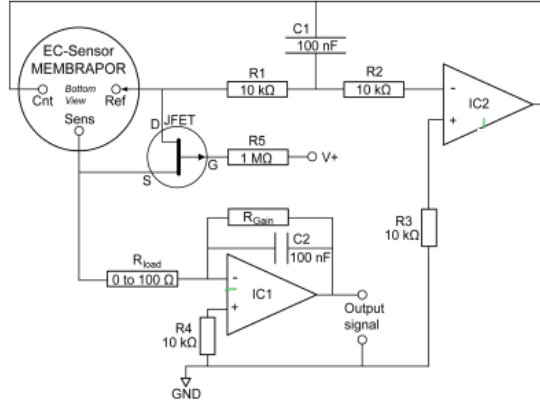 C1
100 nF
EC-Sensor
MEMBRAPOR
Bottom
View
Cnt
Ref
Sens
R1
10 kΩ
R2
10 kΩ
-
+
IC2
D
JFET
S
G
R5
1 MΩ
V+
R3
10 kΩ
RGain
C2
100 nF
Rload
0 to 100 Ω
-
+
IC1
R4
10 kΩ
Output
signal
GND